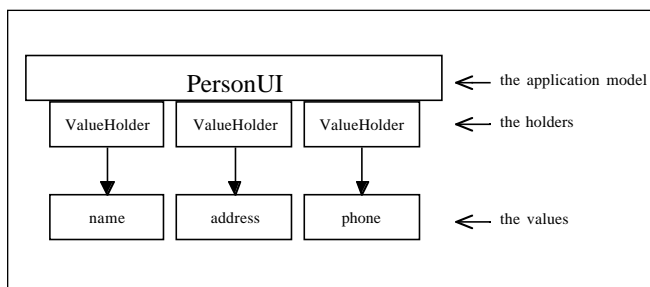 PersonUI
the application model
ValueHolder ValueHolder ValueHolder
the holders
name address phone
the values